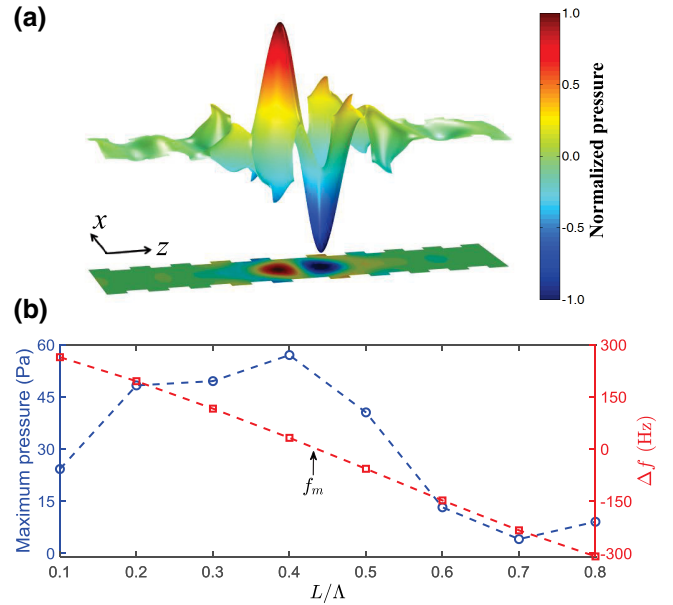 (a)
1.0
0.5
0.0
-0.5
-1.0
Normalized pressure
x
z
(b)
60
45
30
15
0
Maximum pressure (Pa)
300
150
0
-150
-300
Δf (Hz)
f_m
0.1 0.2 0.3 0.4 0.5 0.6 0.7 0.8
L/Λ